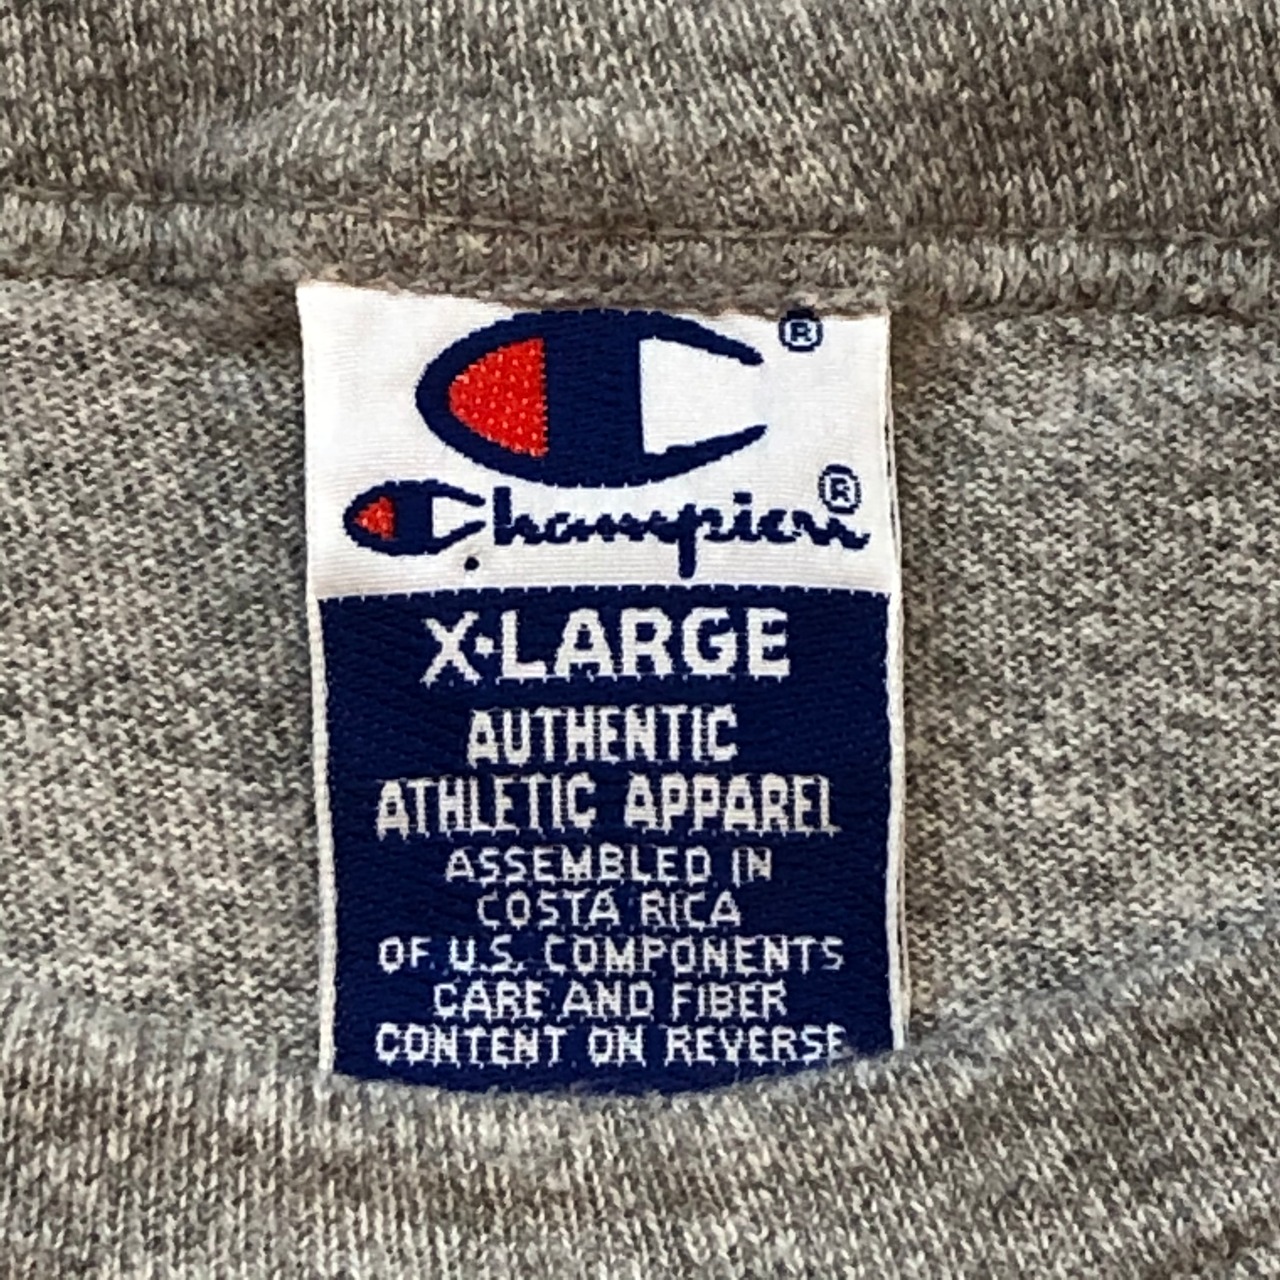 ®
Champion®
X-LARGE
AUTHENTIC
ATHLETIC APPAREL
ASSEMBLED IN
COSTA RICA
OF U.S. COMPONENTS
CARE AND FIBER
CONTENT ON REVERSE